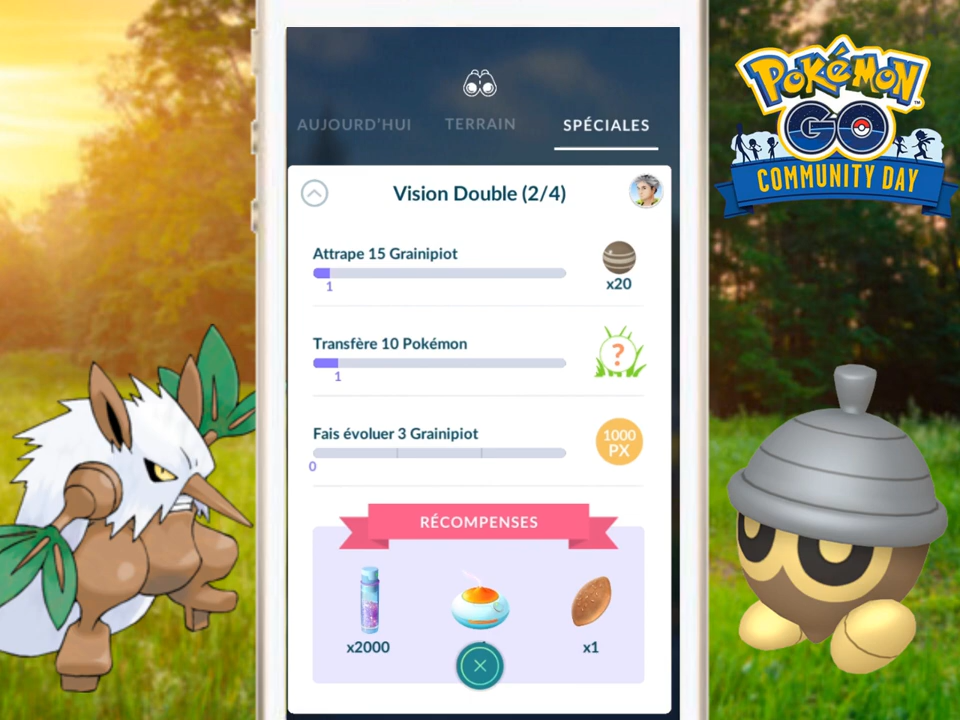 AUJOURD'HUI
TERRAIN
SPÉCIALES
Vision Double (2/4)
Attrape 15 Grainipiot
1
x20
Transfère 10 Pokémon
1
?
Fais évoluer 3 Grainipiot
0
1000
PX
RÉCOMPENSES
x2000
x1
POKÉMON
TM
GO
COMMUNITY DAY